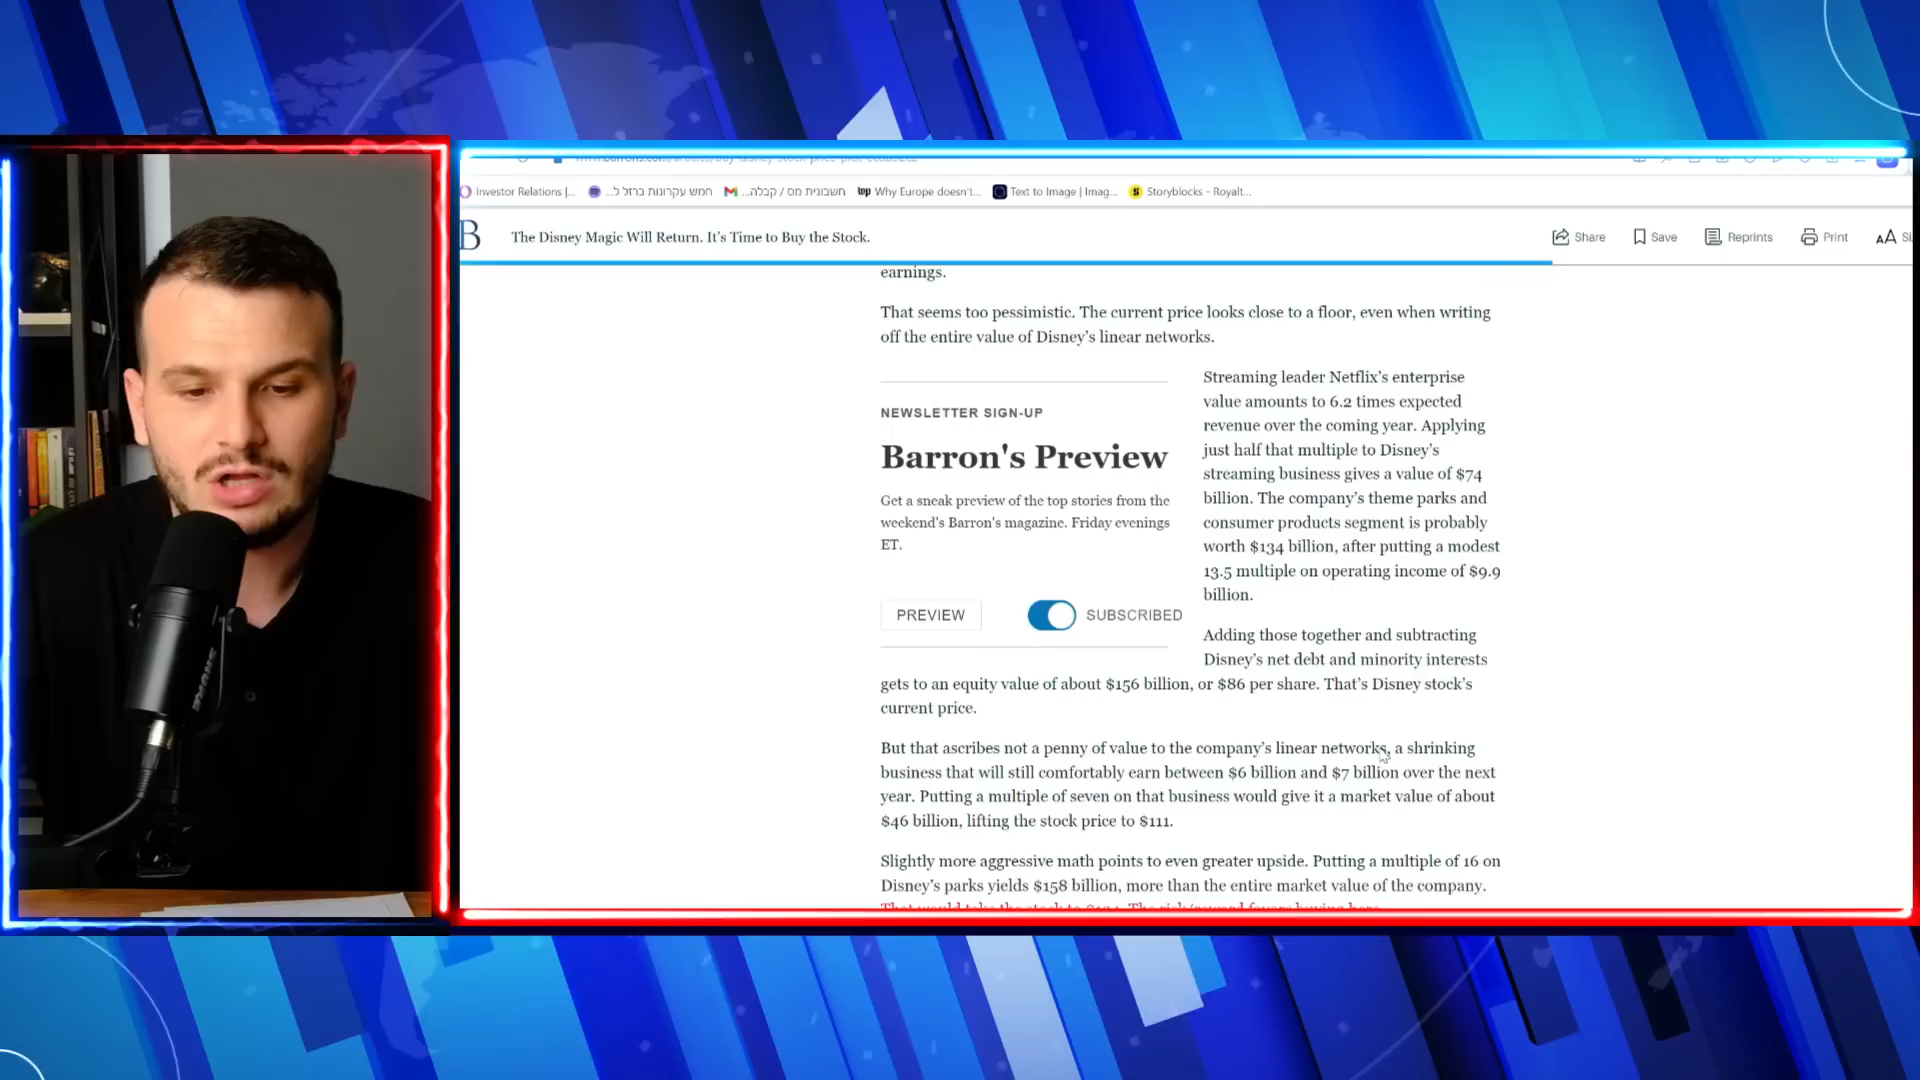 Investor Relations |...
...חמש עקרונות ברזל ל
...חשבונית מס / קבלה
wp Why Europe doesn't...
Text to Image | Imag...
Storyblocks - Royalt...
B
The Disney Magic Will Return. It's Time to Buy the Stock.
Share
Save
Reprints
Print
AA
earnings.
That seems too pessimistic. The current price looks close to a floor, even when writing
off the entire value of Disney's linear networks.
NEWSLETTER SIGN-UP
Barron's Preview
Get a sneak preview of the top stories from the
weekend's Barron's magazine. Friday evenings
ET.
PREVIEW
SUBSCRIBED
Streaming leader Netflix's enterprise
value amounts to 6.2 times expected
revenue over the coming year. Applying
just half that multiple to Disney's
streaming business gives a value of $74
billion. The company's theme parks and
consumer products segment is probably
worth $134 billion, after putting a modest
13.5 multiple on operating income of $9.9
billion.
Adding those together and subtracting
Disney's net debt and minority interests
gets to an equity value of about $156 billion, or $86 per share. That's Disney stock's
current price.
But that ascribes not a penny of value to the company's linear networks, a shrinking
business that will still comfortably earn between $6 billion and $7 billion over the next
year. Putting a multiple of seven on that business would give it a market value of about
$46 billion, lifting the stock price to $111.
Slightly more aggressive math points to even greater upside. Putting a multiple of 16 on
Disney's parks yields $158 billion, more than the entire market value of the company.
SHURE